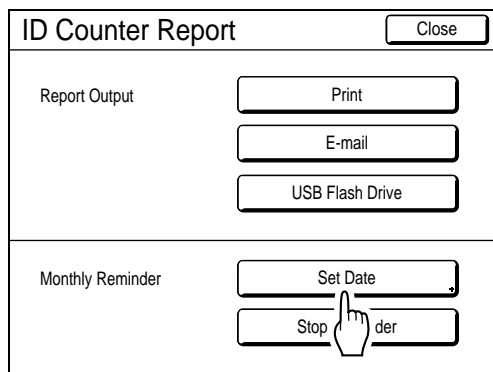 ID Counter Report
Close
Report Output
Print
E-mail
USB Flash Drive
Monthly Reminder
Set Date
Stop der